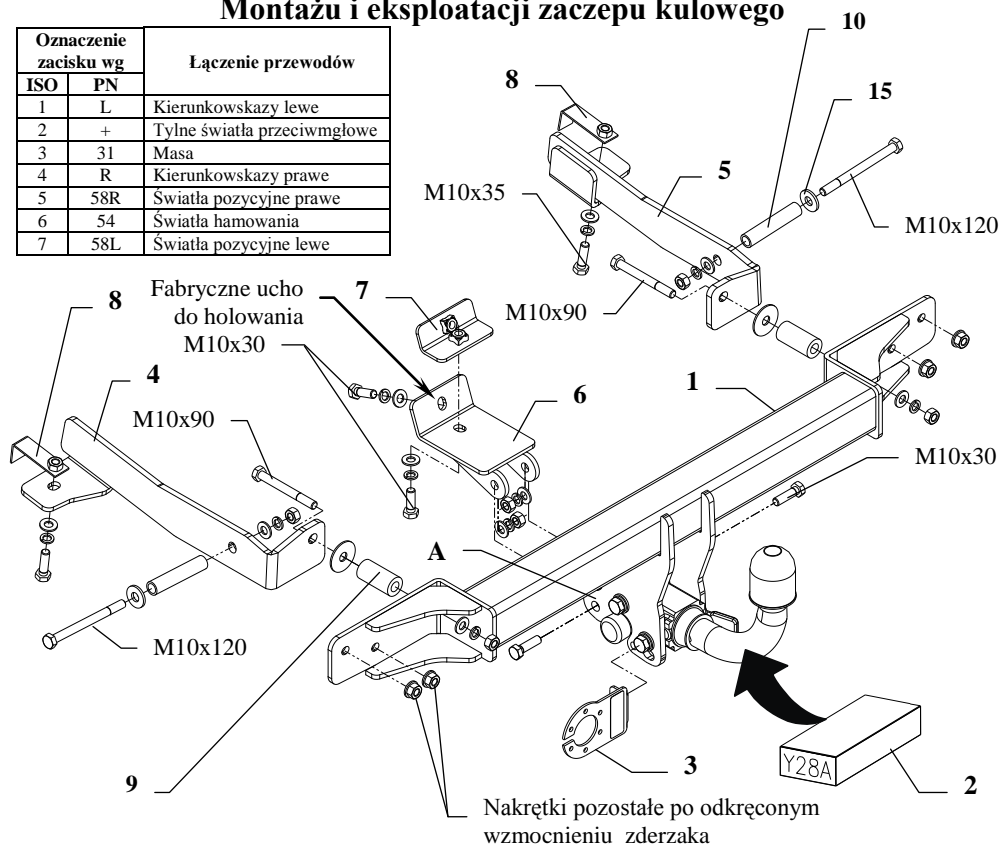 Montażu i eksploatacji zaczepu kulowego
Oznaczenie zacisku wg
Łączenie przewodów
ISO PN
1 L Kierunkowskazy lewe
2 + Tylne światła przeciwmgłowe
3 31 Masa
4 R Kierunkowskazy prawe
5 58R Światła pozycyjne prawe
6 54 Światła hamowania
7 58L Światła pozycyjne lewe
10
8
15
5
M10x35
M10x120
8
Fabryczne ucho
do holowania
7
M10x90
M10x30
4
1
6
M10x90
8
M10x30
A
M10x120
Y28A
9
3
2
Nakrętki pozostałe po odkręconym
wzmocnieniu zderzaka